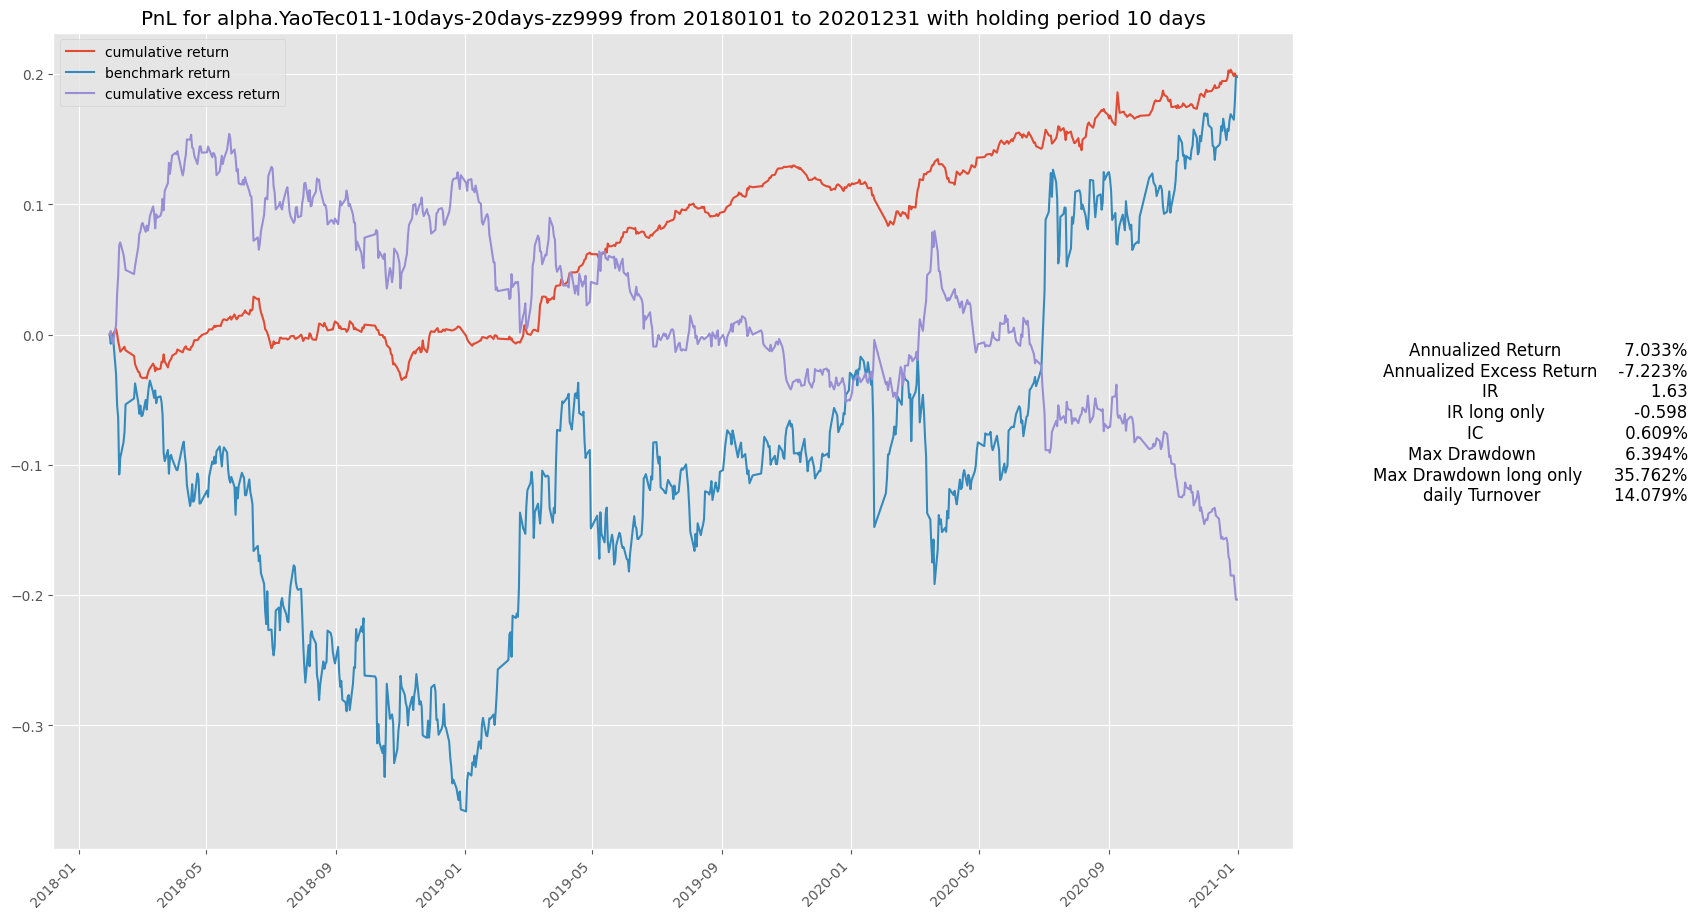 PnL for alpha.YaoTec011-10days-20days-zz9999 from 20180101 to 20201231 with holding period 10 days
cumulative return
benchmark return
cumulative excess return
0.2
0.1
0.0
−0.1
−0.2
−0.3
2018-01
2018-05
2018-09
2019-01
2019-05
2019-09
2020-01
2020-05
2020-09
2021-01
Annualized Return 7.033%
Annualized Excess Return -7.223%
IR 1.63
IR long only -0.598
IC 0.609%
Max Drawdown 6.394%
Max Drawdown long only 35.762%
daily Turnover 14.079%